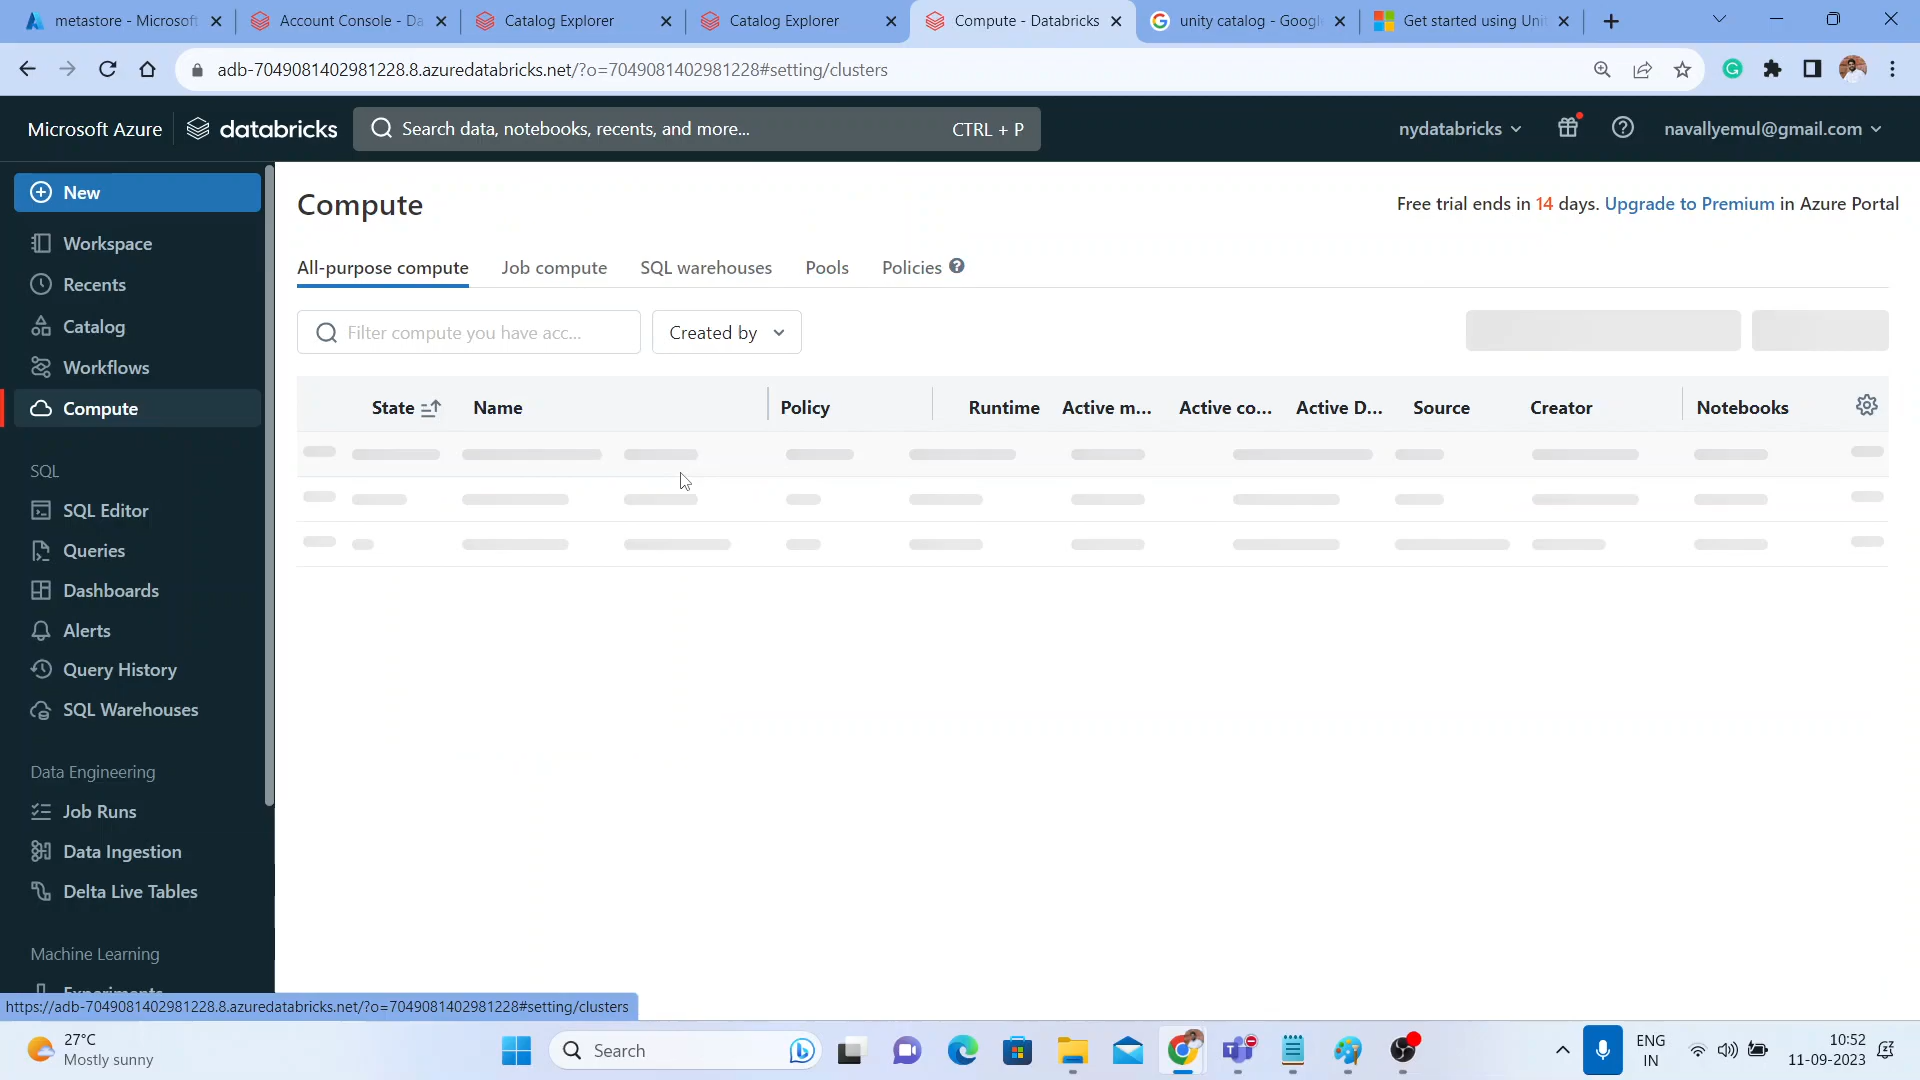 metastore - Microsoft
Account Console - Da
Catalog Explorer
Catalog Explorer
Compute - Databricks
unity catalog - Google
Get started using Unit
adb-7049081402981228.8.azuredatabricks.net/?o=7049081402981228#setting/clusters
Microsoft Azure
databricks
Search data, notebooks, recents, and more...
CTRL + P
nydatabricks
navallyemul@gmail.com
New
Workspace
Recents
Catalog
Workflows
Compute
SQL
SQL Editor
Queries
Dashboards
Alerts
Query History
SQL Warehouses
Data Engineering
Job Runs
Data Ingestion
Delta Live Tables
Machine Learning
Experiments
Compute
Free trial ends in 14 days. Upgrade to Premium in Azure Portal
All-purpose compute
Job compute
SQL warehouses
Pools
Policies
Filter compute you have acc...
Created by
State
Name
Policy
Runtime
Active m...
Active co...
Active D...
Source
Creator
Notebooks
https://adb-7049081402981228.8.azuredatabricks.net/?o=7049081402981228#setting/clusters
27°C
Mostly sunny
Search
ENG
IN
10:52
11-09-2023